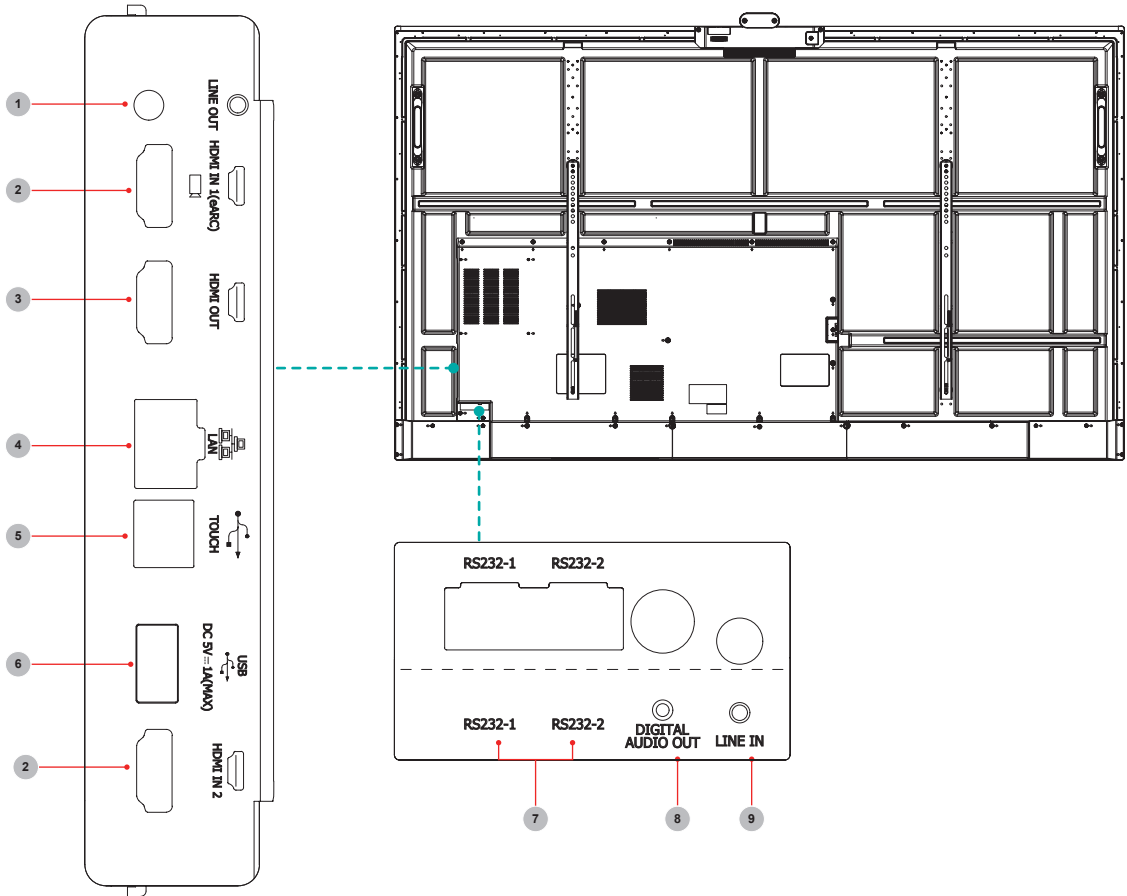 1
LINE OUT
2
HDMI IN 1(eARC)
3
HDMI OUT
4
LAN
5
TOUCH
6
USB
DC 5V⎓1A(MAX)
2
HDMI IN 2
RS232-1 RS232-2
RS232-1 RS232-2
DIGITAL
AUDIO OUT
LINE IN
7 8 9